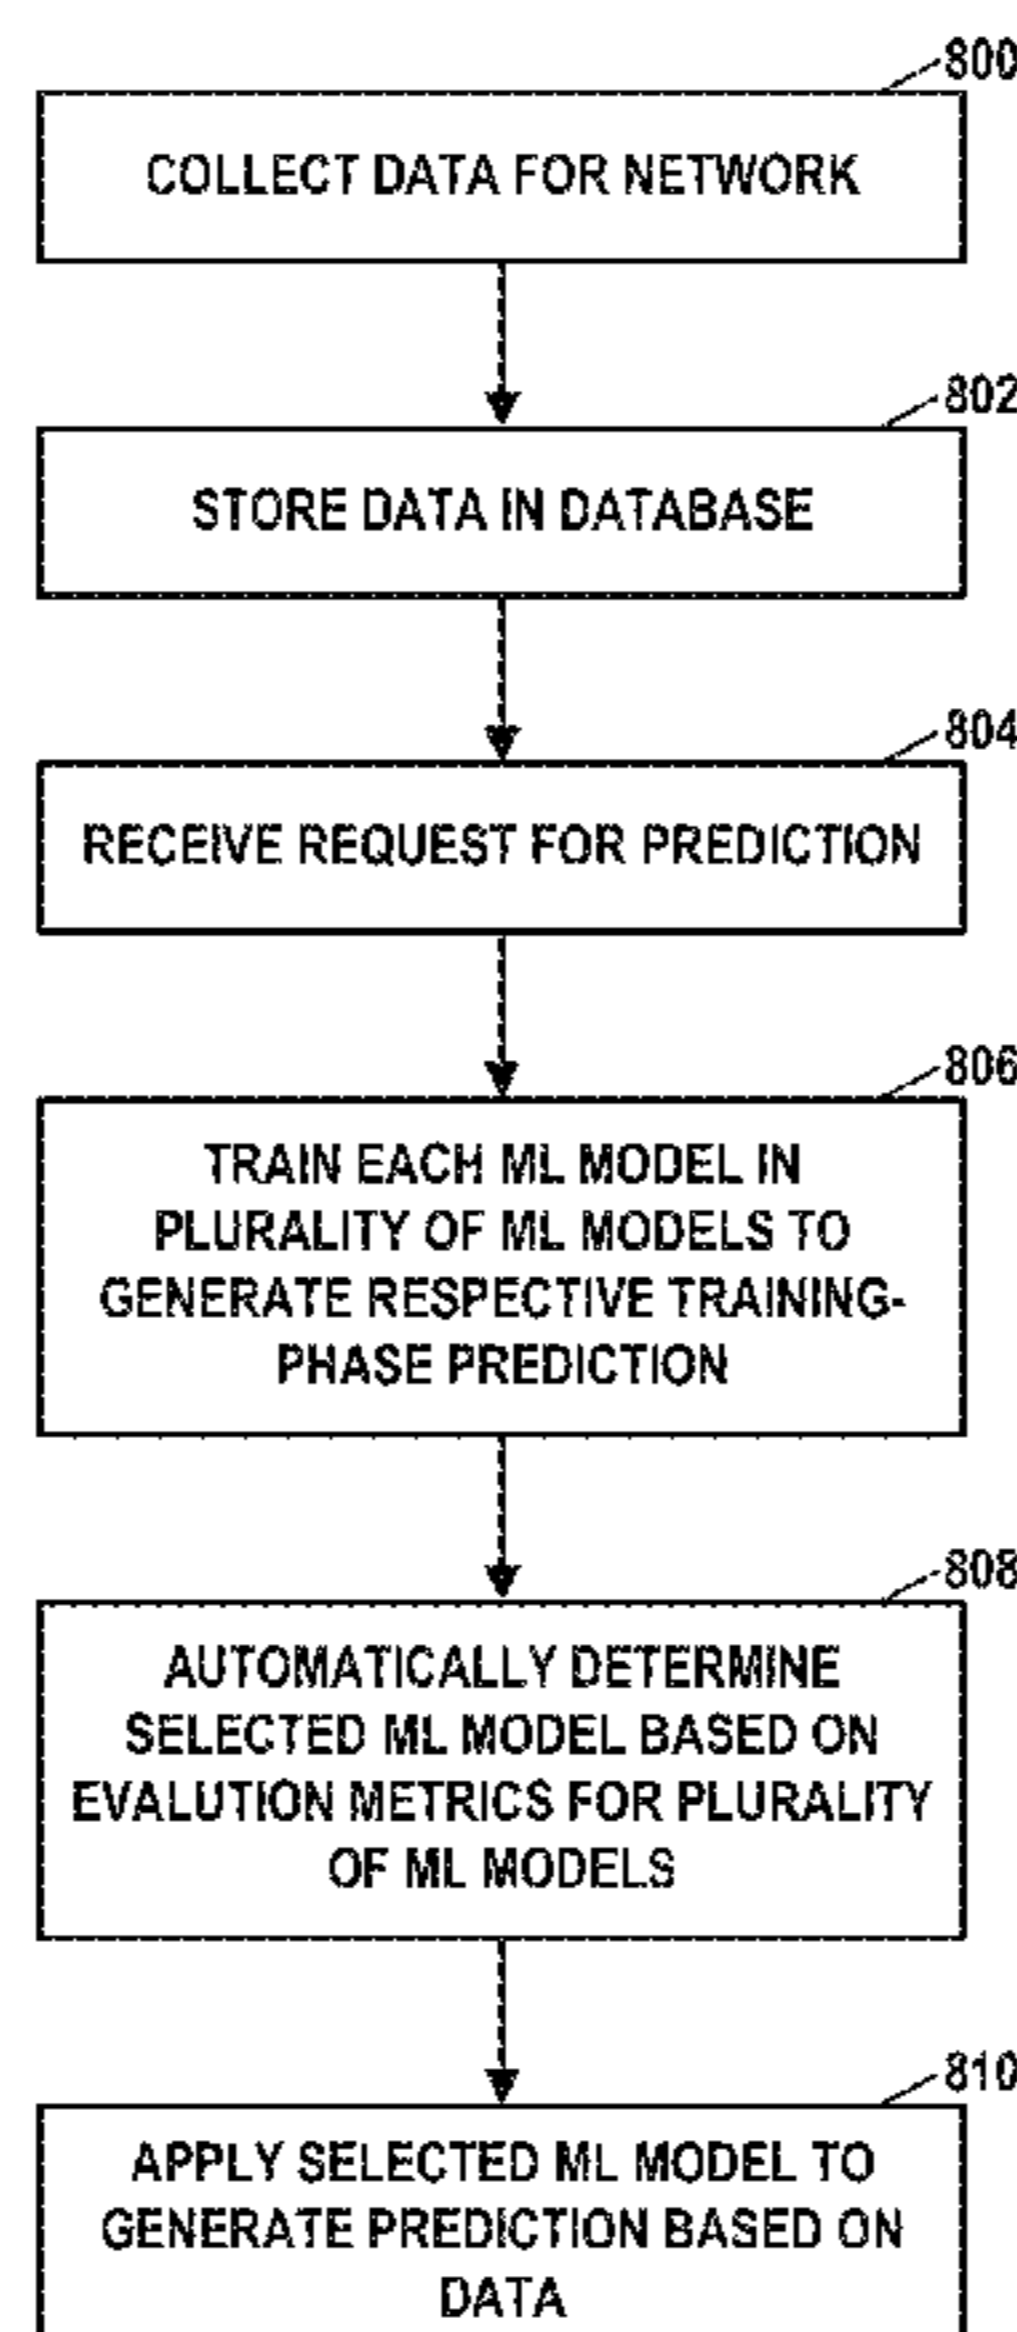 800
COLLECT DATA FOR NETWORK
802
STORE DATA IN DATABASE
804
RECEIVE REQUEST FOR PREDICTION
806
TRAIN EACH ML MODEL IN
PLURALITY OF ML MODELS TO
GENERATE RESPECTIVE TRAINING-
PHASE PREDICTION
808
AUTOMATICALLY DETERMINE
SELECTED ML MODEL BASED ON
EVALUTION METRICS FOR PLURALITY
OF ML MODELS
810
APPLY SELECTED ML MODEL TO
GENERATE PREDICTION BASED ON
DATA